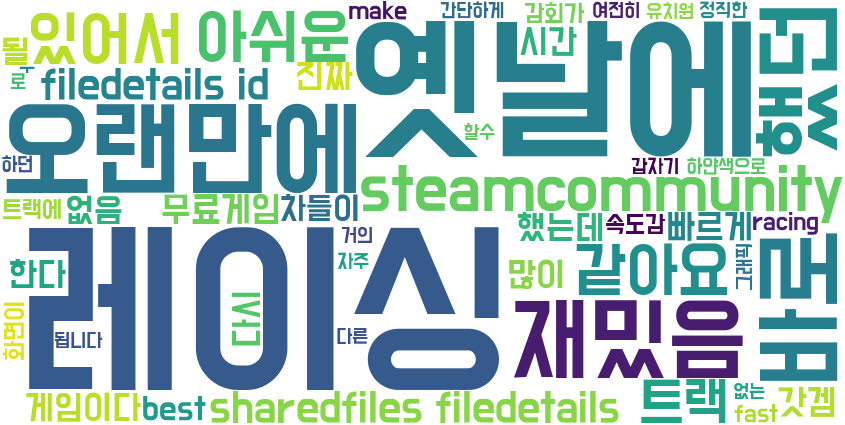 될
있어서
아쉬운
make
간단하게
감회가
여전히
유치원
정직한
시간
옛날에
했던
로
ㅜ
filedetails id
진짜
오랜만에
할수
하던
steamcommunity
갑자기
하얀색으로
트랙에
없음
무료게임
차들이
했는데
속도감
빠르게
racing
레이싱
거의
자주
한다
다시
많이
같아요
그래픽
바로
화면이
됩니다
다른
재밌음
게임이다
best
sharedfiles filedetails
트랙
없는
fast
갓겜